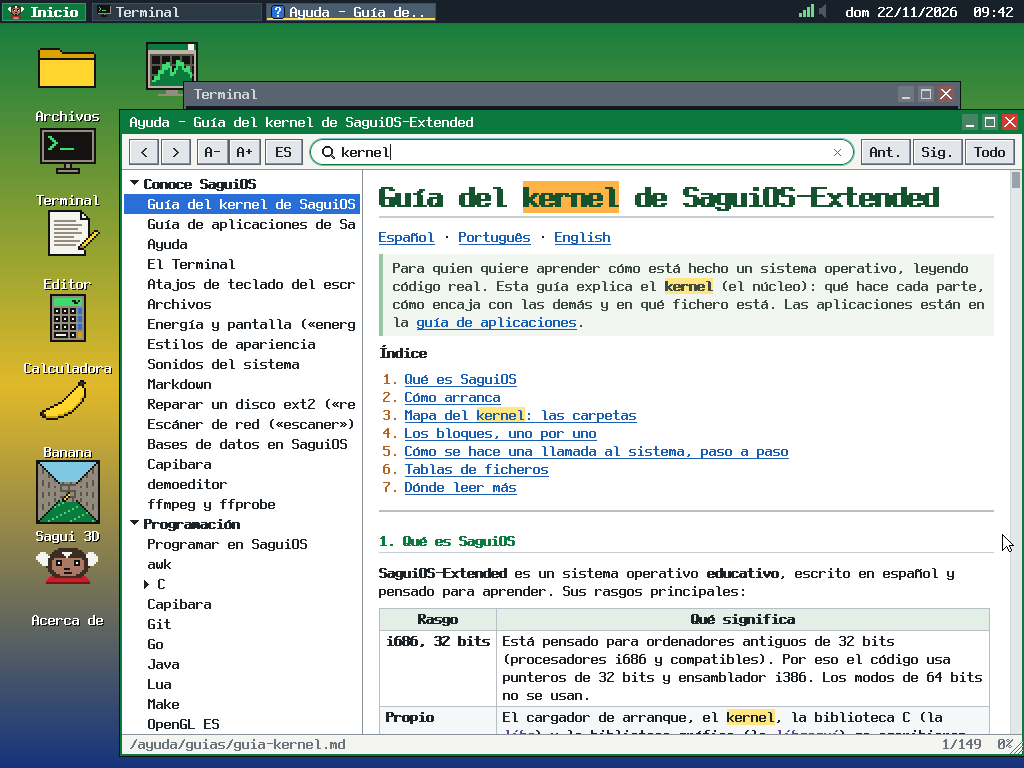 Inicio
Terminal
Ayuda - Guía de..
dom 22/11/2026 09:42
Archivos
Terminal
Editor
Calculadora
Banana
Sagui 3D
Acerca de
Terminal
Ayuda - Guía del kernel de SaguiOS-Extended
< > A- A+ ES kernel Ant. Sig. Todo
Conoce SaguiOS
Guía del kernel de SaguiOS
Guía de aplicaciones de Sa
Ayuda
El Terminal
Atajos de teclado del escr
Archivos
Energía y pantalla («energ
Estilos de apariencia
Sonidos del sistema
Markdown
Reparar un disco ext2 («re
Escáner de red («escaner»)
Bases de datos en SaguiOS
Capibara
demoeditor
ffmpeg y ffprobe
Programación
Programar en SaguiOS
awk
C
Capibara
Git
Go
Java
Lua
Make
OpenGL ES
Guía del kernel de SaguiOS-Extended
Español · Português · English
Para quien quiere aprender cómo está hecho un sistema operativo, leyendo
código real. Esta guía explica el kernel (el núcleo): qué hace cada parte,
cómo encaja con las demás y en qué fichero está. Las aplicaciones están en
la guía de aplicaciones.
Índice
1. Qué es SaguiOS
2. Cómo arranca
3. Mapa del kernel: las carpetas
4. Los bloques, uno por uno
5. Cómo se hace una llamada al sistema, paso a paso
6. Tablas de ficheros
7. Dónde leer más
1. Qué es SaguiOS
SaguiOS-Extended es un sistema operativo educativo, escrito en español y
pensado para aprender. Sus rasgos principales:
Rasgo Qué significa
i686, 32 bits Está pensado para ordenadores antiguos de 32 bits
(procesadores i686 y compatibles). Por eso el código usa
punteros de 32 bits y ensamblador i386. Los modos de 64 bits
no se usan.
Propio El cargador de arranque, el kernel, la biblioteca C (la
/ayuda/guias/guia-kernel.md 1/149 0%